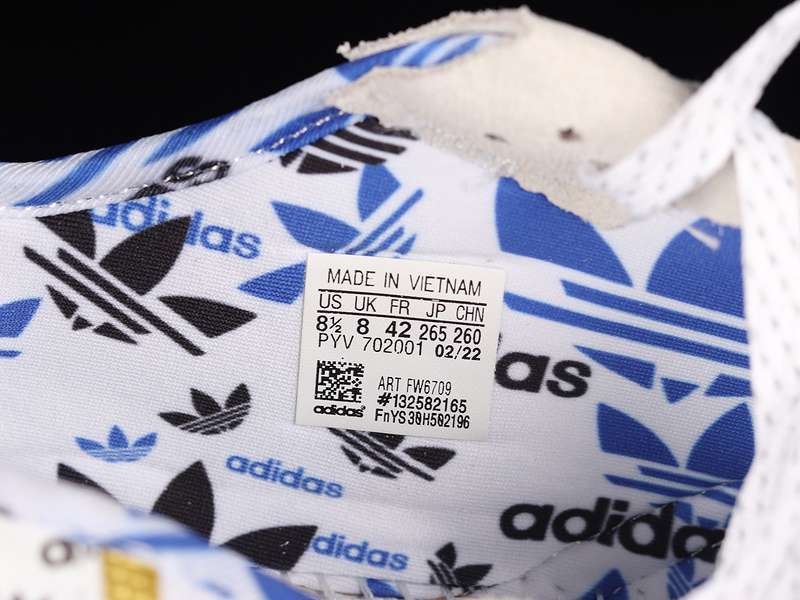 adidas
MADE IN VIETNAM
US UK FR JP CHN
8½ 8 42 265 260
PYV 702001 02/22
ART FW6709
#132582165
adidas FnYS30H502196
as
adidas
adidas
adidas